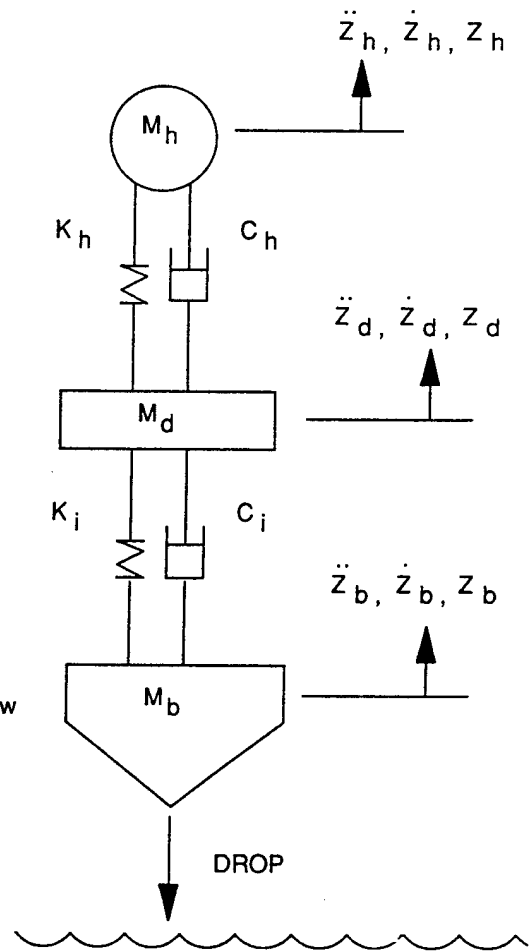 z̈h, żh, zh
Mh
Kh
Ch
z̈d, żd, zd
Md
Ki
Ci
z̈b, żb, zb
w
Mb
DROP